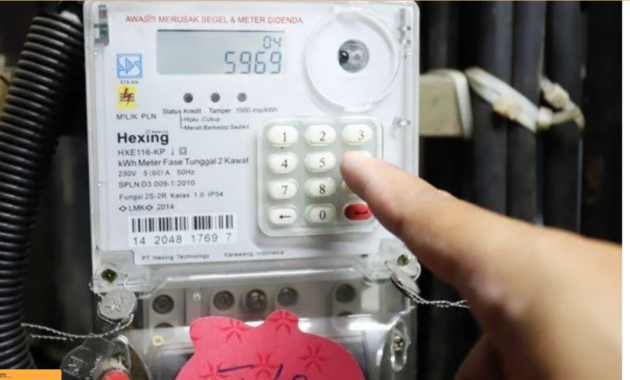 AWAS!!! MERUSAK SEGEL & METER DIDENDA
04
5969
MILIK PLN
Status Kredit Tamper 1000 imp/kWh
Hijau: Cukup
Merah Berkedip: Sedikit
Hexing
HXE116-KP
kWh Meter Fase Tunggal 2 Kawat
230V 5(60)A 50Hz
SPLN D3.009-1:2010
Fungsi 2S-2R Kelas 1.0 IP54
LMK 2014
14 2048 1769 7
PT Hexing Technology Karawang, Indonesia
1 2 3
4 5
7 8
0